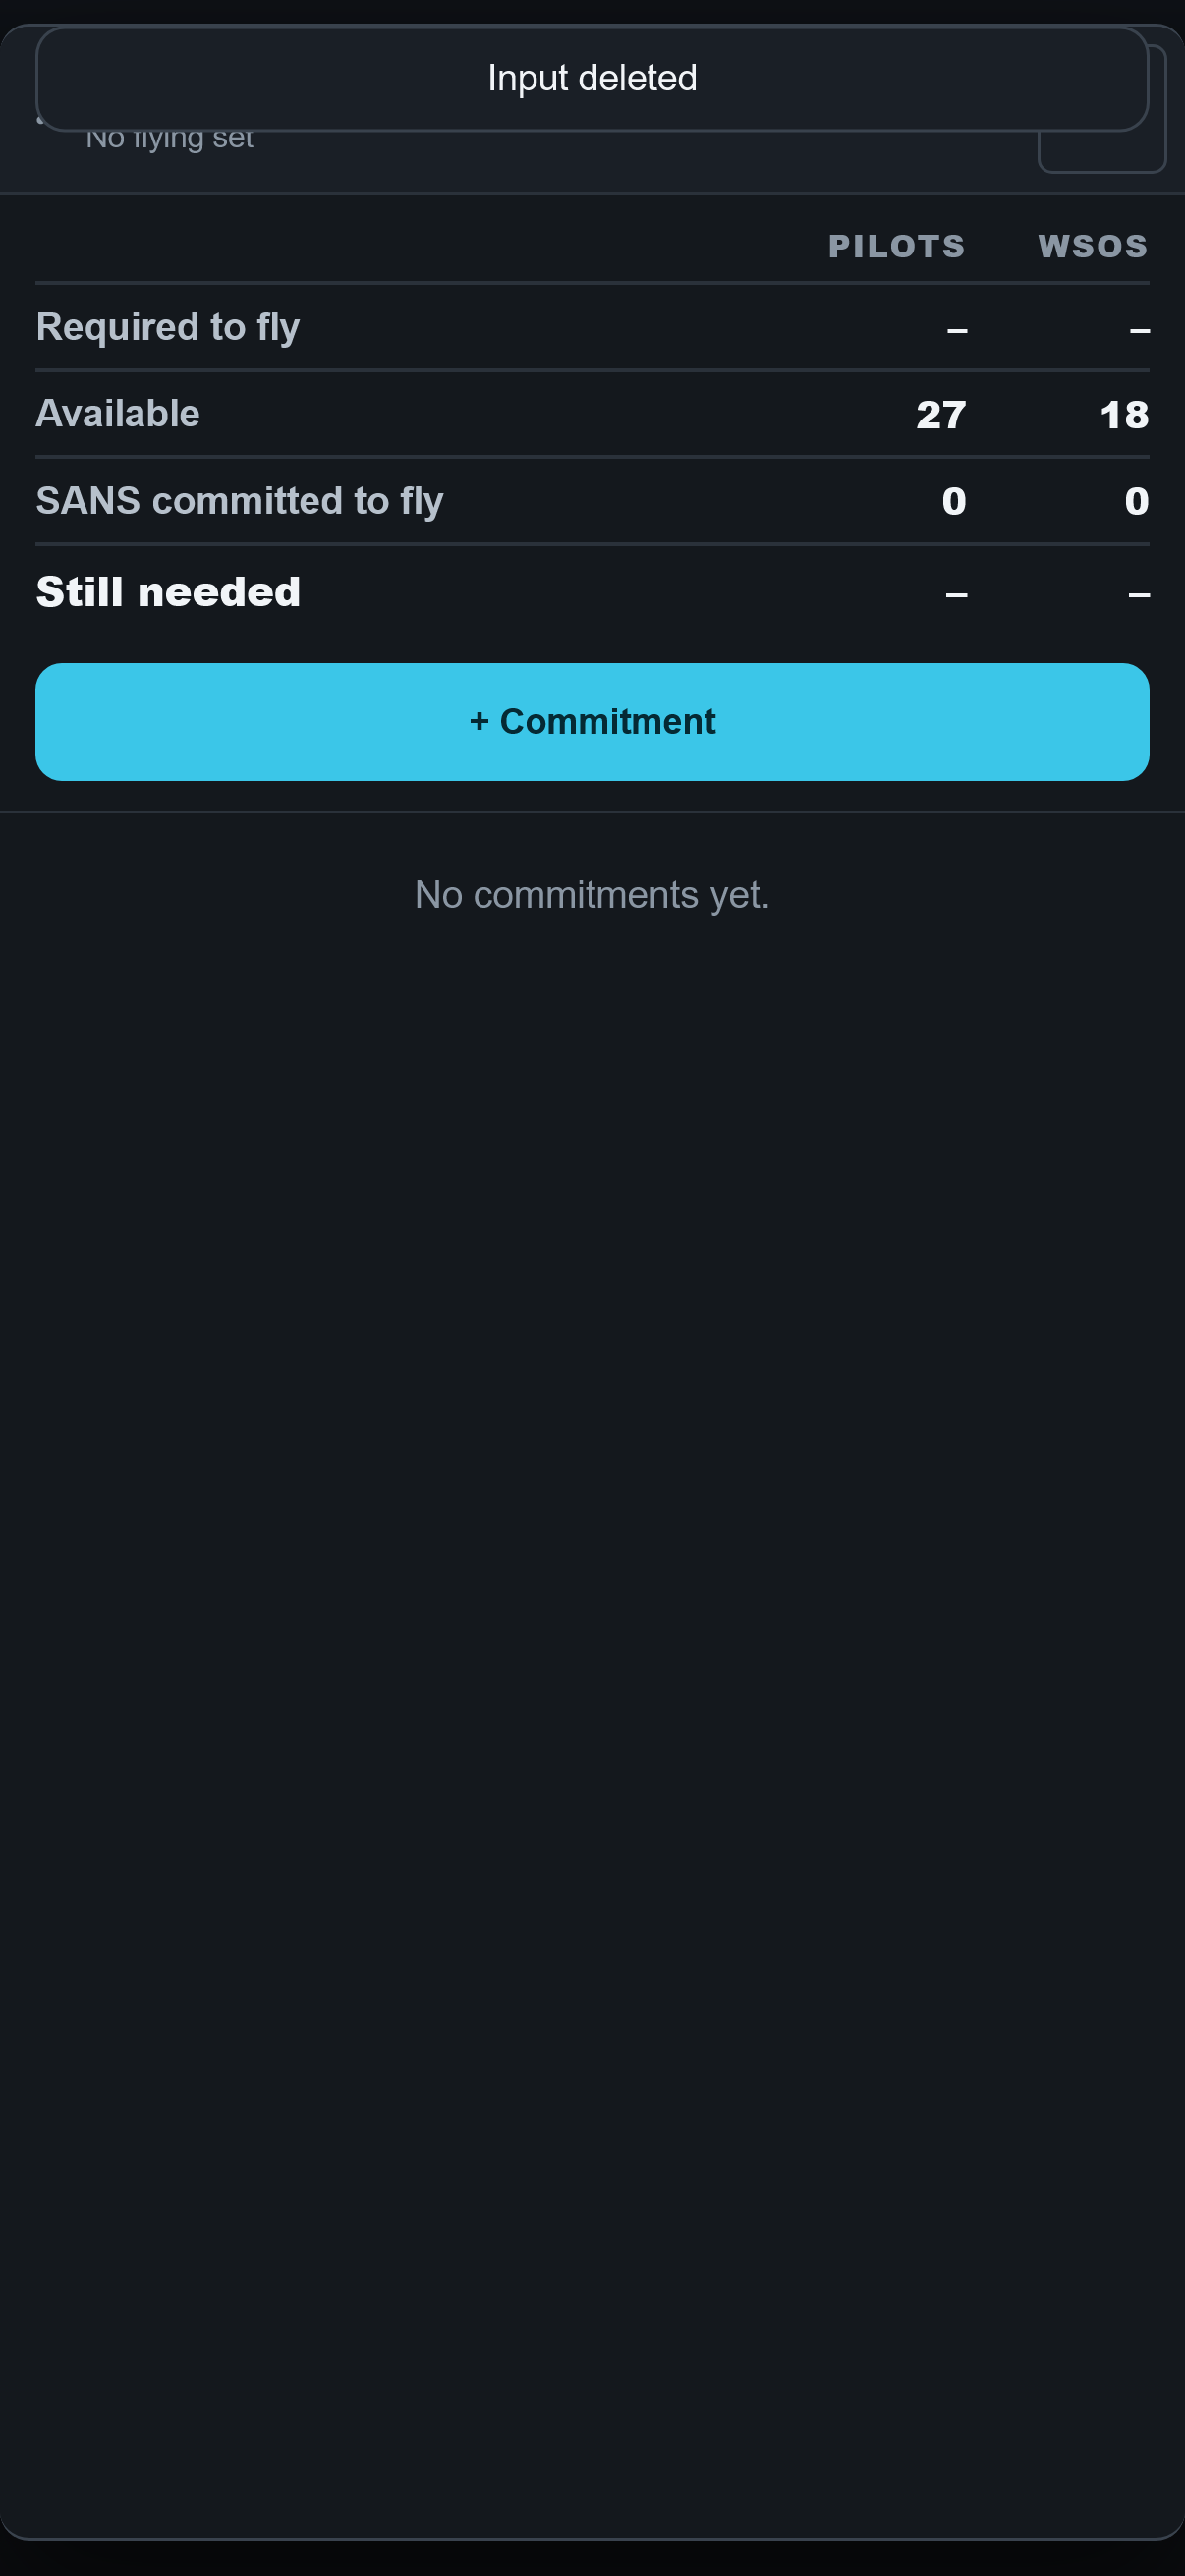 Input deleted
No flying set
PILOTS WSOS
Required to fly – –
Available 27 18
SANS committed to fly 0 0
Still needed – –
+ Commitment
No commitments yet.